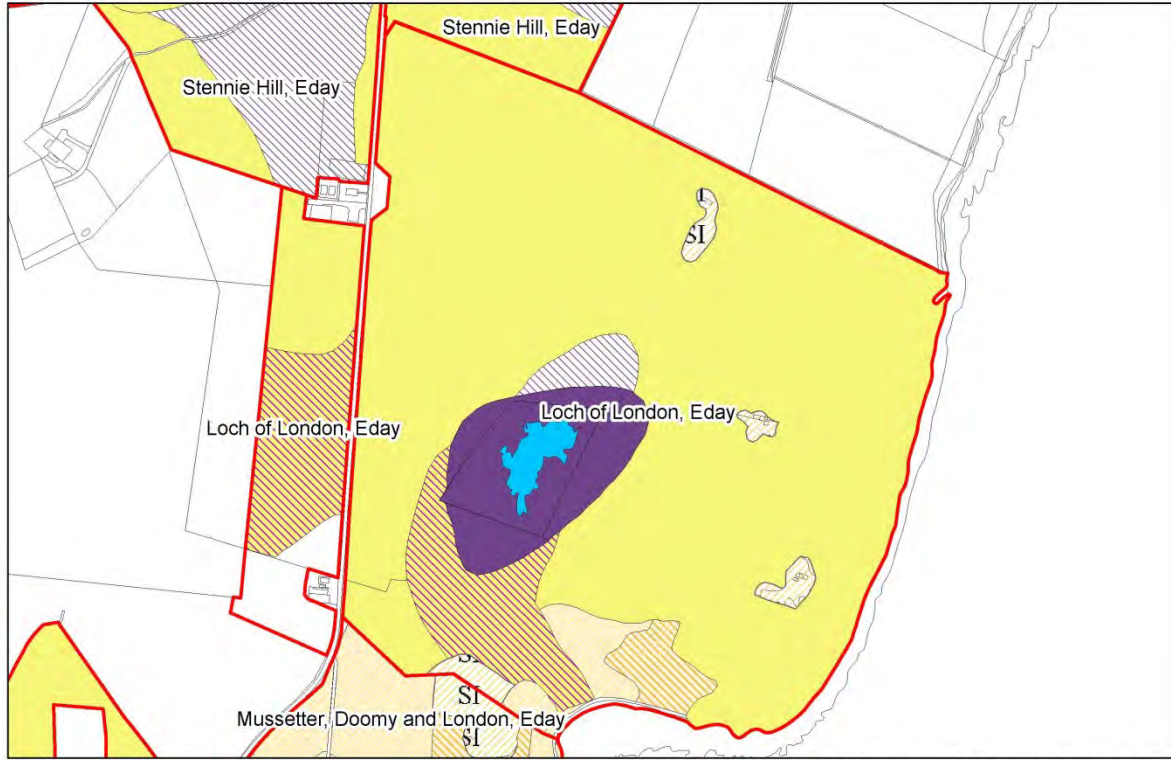 Stennie Hill, Eday
Stennie Hill, Eday
SI
Loch of London, Eday
Loch of London, Eday
SI
SI
Mussetter, Doomy and London, Eday
SI